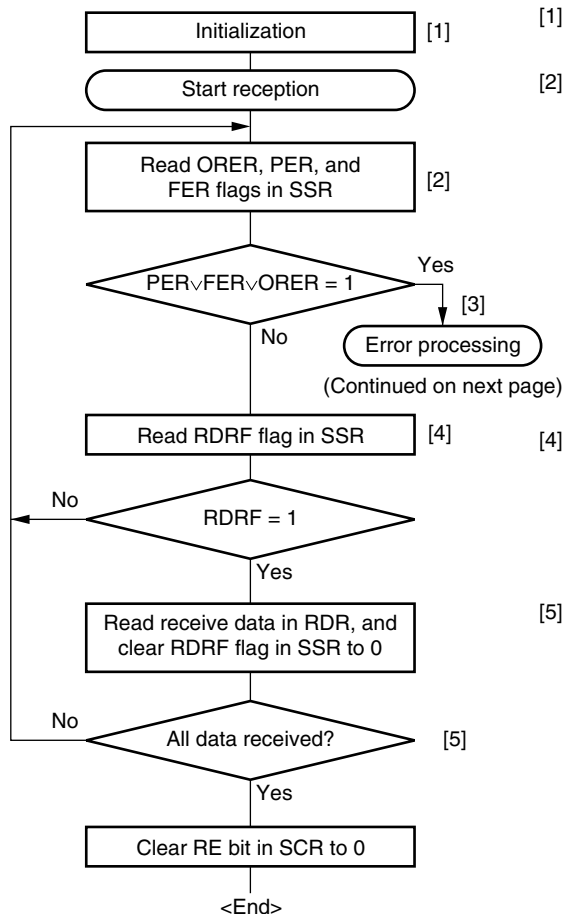 Initialization [1] [1]
Start reception [2]
Read ORER, PER, and
FER flags in SSR
[2]
PER∨FER∨ORER = 1
Yes
[3]
No
Error processing
(Continued on next page)
Read RDRF flag in SSR [4] [4]
No
RDRF = 1
Yes
Read receive data in RDR, and
clear RDRF flag in SSR to 0
[5]
No
All data received? [5]
Yes
Clear RE bit in SCR to 0
<End>